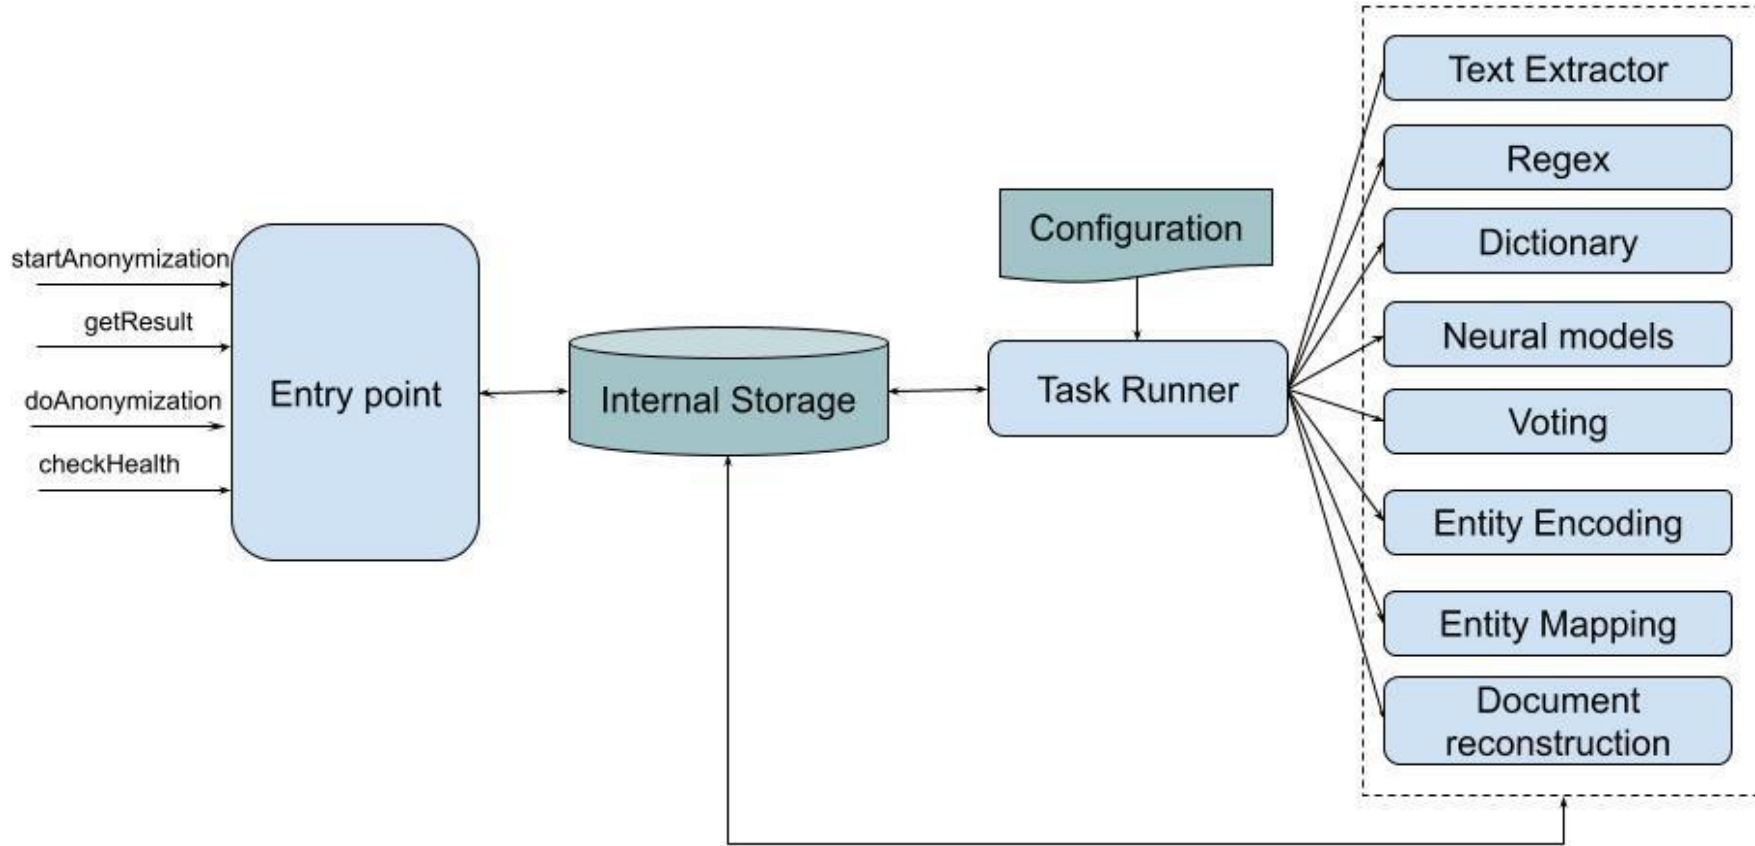 startAnonymization
getResult
doAnonymization
checkHealth
Entry point
Internal Storage
Configuration
Task Runner
Text Extractor
Regex
Dictionary
Neural models
Voting
Entity Encoding
Entity Mapping
Document
reconstruction